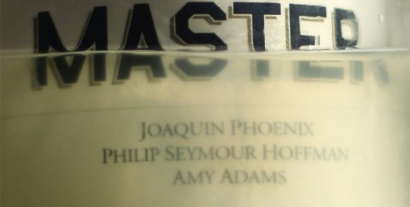 MASTER
JOAQUIN PHOENIX
PHILIP SEYMOUR HOFFMAN
AMY ADAMS